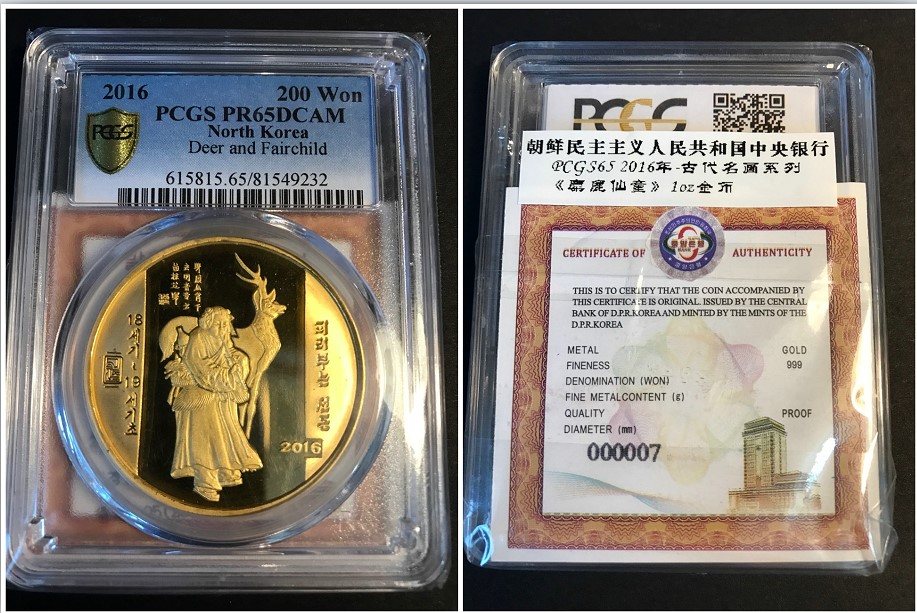 2016 200 Won
PCGS PR65DCAM
North Korea
Deer and Fairchild
615815.65/81549232
PCGS
18세기~19세기초
2016
PCGS
朝鲜民主主义人民共和国中央银行
PCGS65 2016年-古代名画系列
《麋鹿仙童》 1oz金币
CERTIFICATE OF AUTHENTICITY
THIS IS TO CERTIFY THAT THE COIN ACCOMPANIED BY
THIS CERTIFICATE IS ORIGINAL. ISSUED BY THE CENTRAL
BANK OF D.P.R.KOREA AND MINTED BY THE MINTS OF THE
D.P.R.KOREA
METAL GOLD
FINENESS 999
DENOMINATION (WON)
FINE METALCONTENT (g)
QUALITY PROOF
DIAMETER (mm)
000007